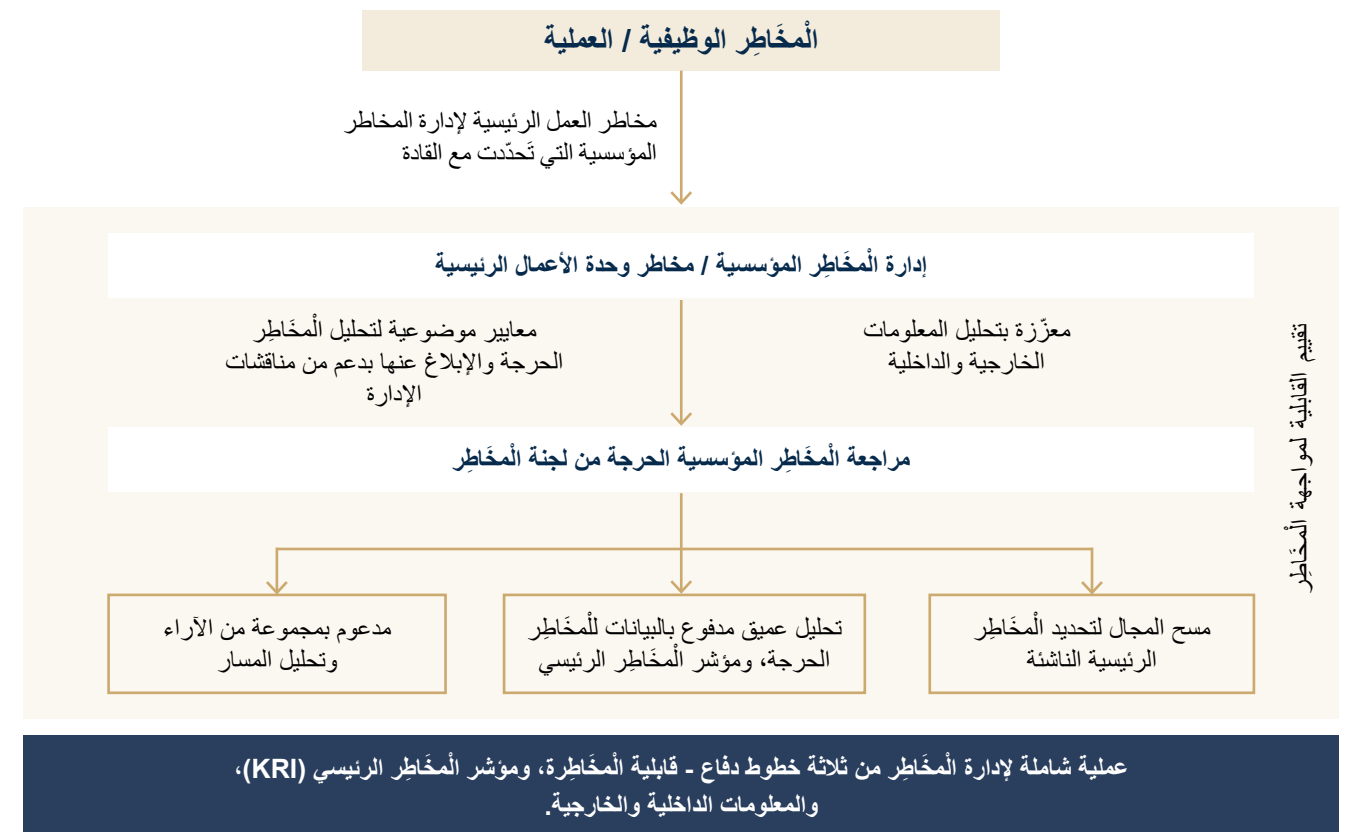 الْمخَاطِر الوظيفية / العملية
مخاطر العمل الرئيسية لإدارة المخاطر
المؤسسية التي تَحدّدت مع القادة
إدارة الْمخَاطِر المؤسسية / مخاطر وحدة الأعمال الرئيسية
معزّزة بتحليل المعلومات
الخارجية والداخلية
معايير موضوعية لتحليل الْمخَاطِر
الحرجة والإبلاغ عنها بدعم من مناقشات
الإدارة
مراجعة الْمخَاطِر المؤسسية الحرجة من لجنة الْمخَاطِر
مسح المجال لتحديد الْمخَاطِر
الرئيسية الناشئة
تحليل عميق مدفوع بالبيانات للْمخَاطِر
الحرجة، ومؤشر الْمخَاطِر الرئيسي
مدعوم بمجموعة من الآراء
وتحليل المسار
تقييم القابلية لمواجهة الْمخَاطِر
عملية شاملة لإدارة الْمخَاطِر من ثلاثة خطوط دفاع - قابلية الْمخَاطِرة، ومؤشر الْمخَاطِر الرئيسي (KRI)،
والمعلومات الداخلية والخارجية.